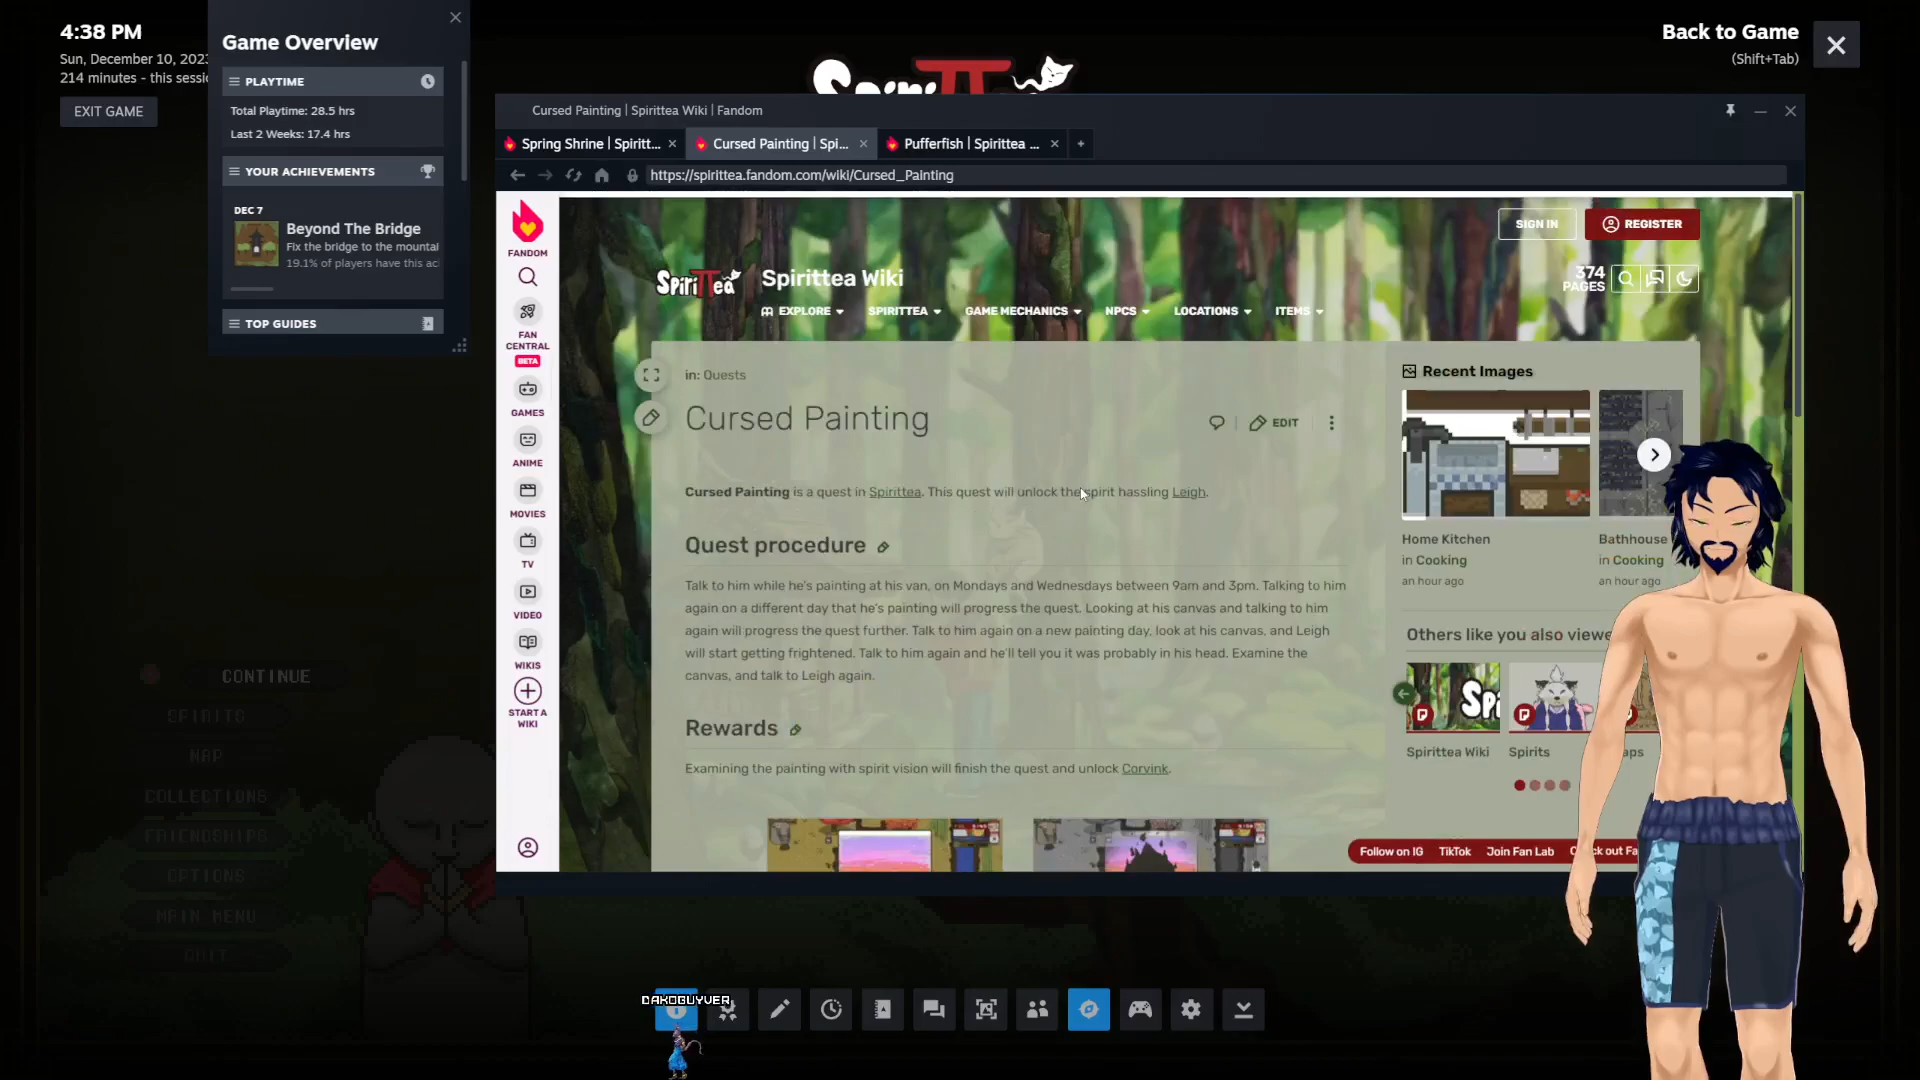 4:38 PM
Sun, December 10, 2023
214 minutes - this sessi
EXIT GAME
Game Overview
PLAYTIME
Total Playtime: 28.5 hrs
Last 2 Weeks: 17.4 hrs
YOUR ACHIEVEMENTS
DEC 7
Beyond The Bridge
Fix the bridge to the mountai
19.1% of players have this ac
TOP GUIDES
Back to Game
(Shift+Tab)
Cursed Painting | Spirittea Wiki | Fandom
Spring Shrine | Spiritt...
Cursed Painting | Spi...
Pufferfish | Spirittea ...
https://spirittea.fandom.com/wiki/Cursed_Painting
FANDOM
FAN CENTRAL
BETA
GAMES
ANIME
MOVIES
TV
VIDEO
WIKIS
START A WIKI
SIGN IN
REGISTER
Spirittea
Spirittea Wiki
374 PAGES
EXPLORE
SPIRITTEA
GAME MECHANICS
NPCS
LOCATIONS
ITEMS
in: Quests
Cursed Painting
EDIT
Cursed Painting is a quest in Spirittea. This quest will unlock the spirit hassling Leigh.
Quest procedure
Talk to him while he's painting at his van, on Mondays and Wednesdays between 9am and 3pm. Talking to him
again on a different day that he's painting will progress the quest. Looking at his canvas and talking to him
again will progress the quest further. Talk to him again on a new painting day, look at his canvas, and Leigh
will start getting frightened. Talk to him again and he'll tell you it was probably in his head. Examine the
canvas, and talk to Leigh again.
Rewards
Examining the painting with spirit vision will finish the quest and unlock Corvink.
Recent Images
Home Kitchen
in Cooking
an hour ago
Bathhouse
in Cooking
an hour ago
Others like you also viewe
Spirittea Wiki
Spirits
aps
Follow on IG
TikTok
Join Fan Lab
out Fa
CONTINUE
SPIRITS
NAP
COLLECTIONS
FRIENDSHIPS
OPTIONS
MAIN MENU
QUIT
DAKOGUYVER